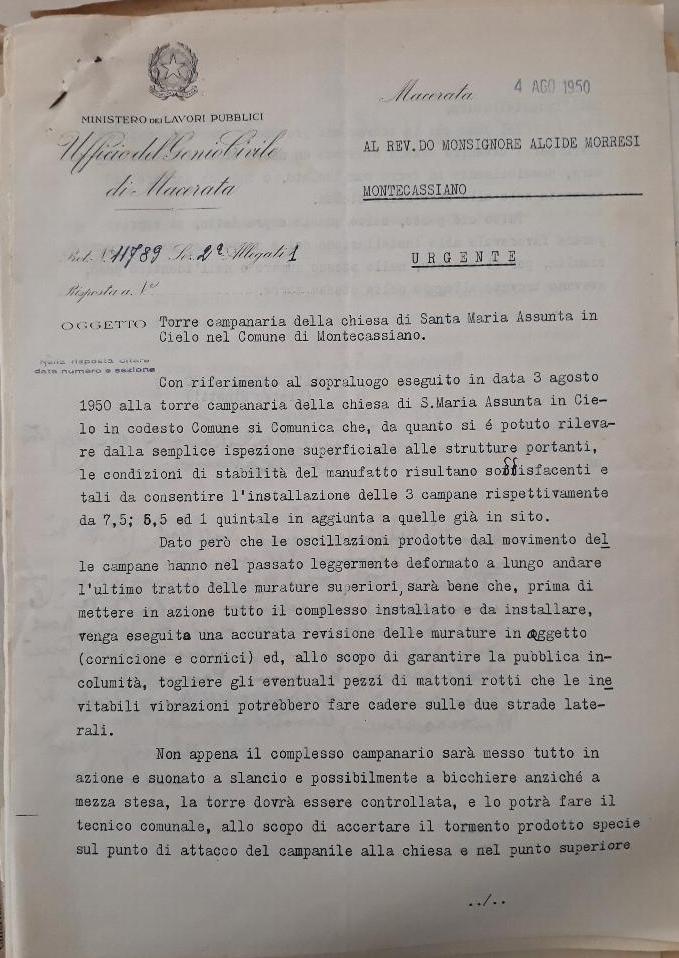 MINISTERO DEI LAVORI PUBBLICI
Ufficio del Genio Civile
di Macerata
Macerata 4 AGO 1950
AL REV.DO MONSIGNORE ALCIDE MORRESI
MONTECASSIANO
Prot. N° 11789 Se. 2ª Allegati 1
URGENTE
Risposta a N°
OGGETTO Torre campanaria della chiesa di Santa Maria Assunta in
Cielo nel Comune di Montecassiano.
Nella risposta citare
data numero e sezione
Con riferimento al sopraluogo eseguito in data 3 agosto
1950 alla torre campanaria della chiesa di S.Maria Assunta in Cie-
lo in codesto Comune si Comunica che, da quanto si é potuto rileva-
re dalla semplice ispezione superficiale alle strutture portanti,
le condizioni di stabilità del manufatto risultano soffisfacenti e
tali da consentire l'installazione delle 3 campane rispettivamente
da 7,5; 5,5 ed 1 quintale in aggiunta a quelle già in sito.
Dato però che le oscillazioni prodotte dal movimento del
le campane hanno nel passato leggermente deformato a lungo andare
l'ultimo tratto delle murature superiori, sarà bene che, prima di
mettere in azione tutto il complesso installato e da installare,
venga eseguita una accurata revisione delle murature in aggetto
(cornicione e cornici) ed, allo scopo di garantire la pubblica in-
columità, togliere gli eventuali pezzi di mattoni rotti che le ine
vitabili vibrazioni potrebbero fare cadere sulle due strade late-
rali.
Non appena il complesso campanario sarà messo tutto in
azione e suonato a slancio e possibilmente a bicchiere anziché a
mezza stesa, la torre dovrà essere controllata, e lo potrà fare il
tecnico comunale, allo scopo di accertare il tormento prodotto specie
sul punto di attacco del campanile alla chiesa e nel punto superiore
../..